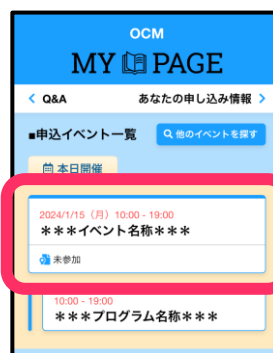 OCM
MY PAGE
< Q&A あなたの申し込み情報 >
■申込イベント一覧 他のイベントを探す
本日開催
2024/1/15（月）10:00 - 19:00
＊＊＊イベント名称＊＊＊
未参加
10:00 - 19:00
＊＊＊プログラム名称＊＊＊